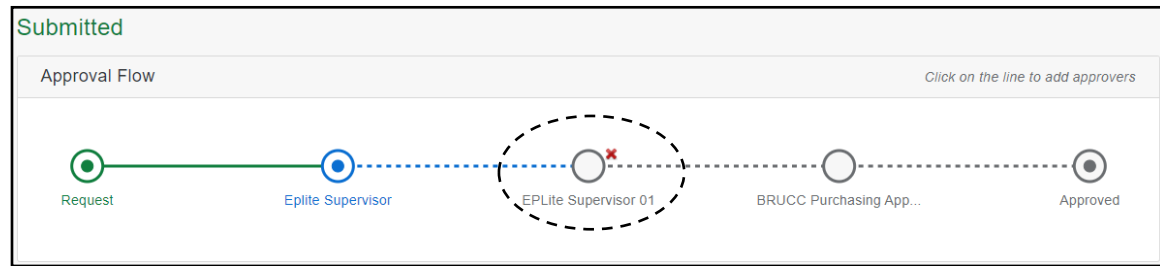 Submitted
Approval Flow
Click on the line to add approvers
Request
Eplite Supervisor
EPLite Supervisor 01
BRUCC Purchasing App...
Approved